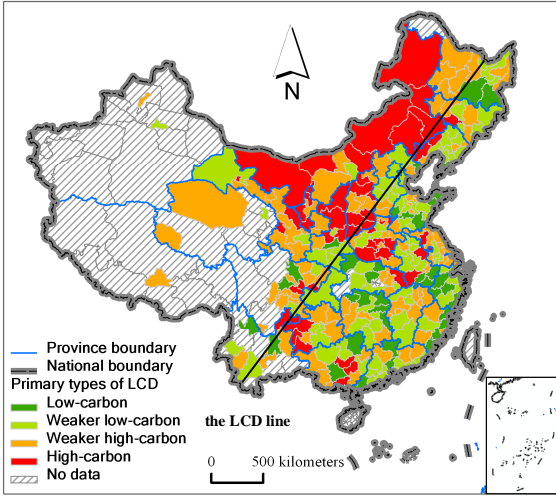 N
Province boundary
National boundary
Primary types of LCD
Low-carbon
Weaker low-carbon
Weaker high-carbon
High-carbon
No data
the LCD line
0 500 kilometers